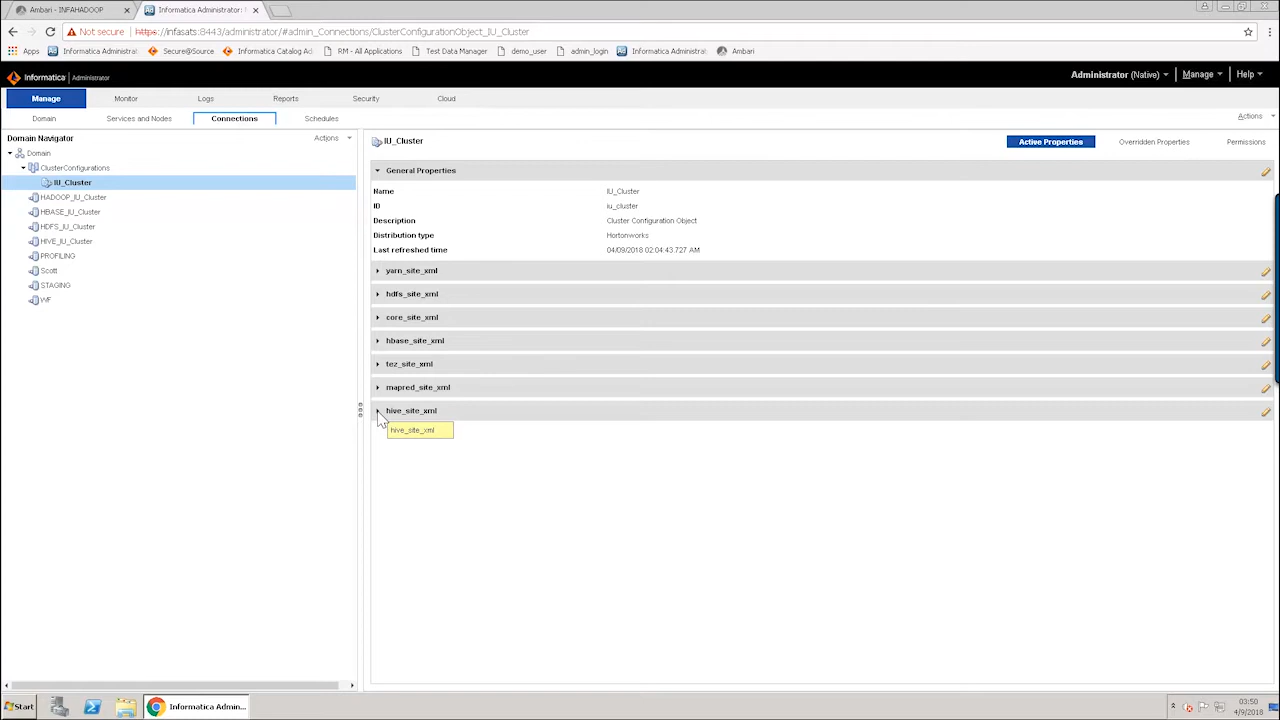 Ambari - INFAHADOOP
Informatica Administrator:
Not secure https://infasats:8443/administrator/#admin_Connections/ClusterConfigurationObject_IU_Cluster
Apps Informatica Administrat Secure@Source Informatica Catalog Ad RM - All Applications Test Data Manager demo_user admin_login Informatica Administrat Ambari
Informatica Administrator
Administrator (Native) Manage Help
Manage Monitor Logs Reports Security Cloud
Domain Services and Nodes Connections Schedules
Actions
Domain Navigator Actions
Domain
ClusterConfigurations
IU_Cluster
HADOOP_IU_Cluster
HBASE_IU_Cluster
HDFS_IU_Cluster
HIVE_IU_Cluster
PROFILING
Scott
STAGING
WF
IU_Cluster
Active Properties Overridden Properties Permissions
General Properties
Name IU_Cluster
ID iu_cluster
Description Cluster Configuration Object
Distribution type Hortonworks
Last refreshed time 04/09/2018 02:04:43.727 AM
yarn_site_xml
hdfs_site_xml
core_site_xml
hbase_site_xml
tez_site_xml
mapred_site_xml
hive_site_xml
hive_site_xml
Start
Informatica Admin...
03:50
4/9/2018